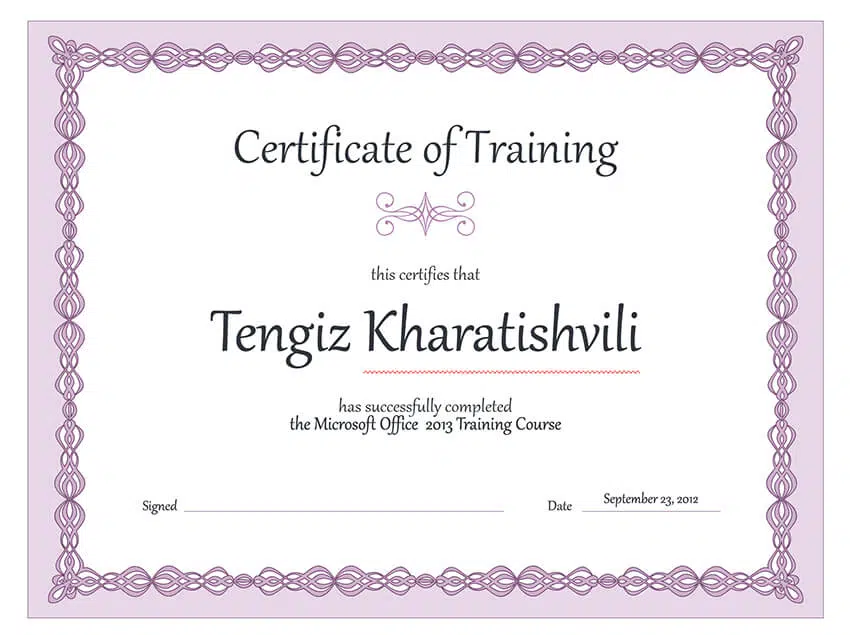 Certificate of Training
this certifies that
Tengiz Kharatishvili
has successfully completed
the Microsoft Office 2013 Training Course
Signed Date September 23, 2012